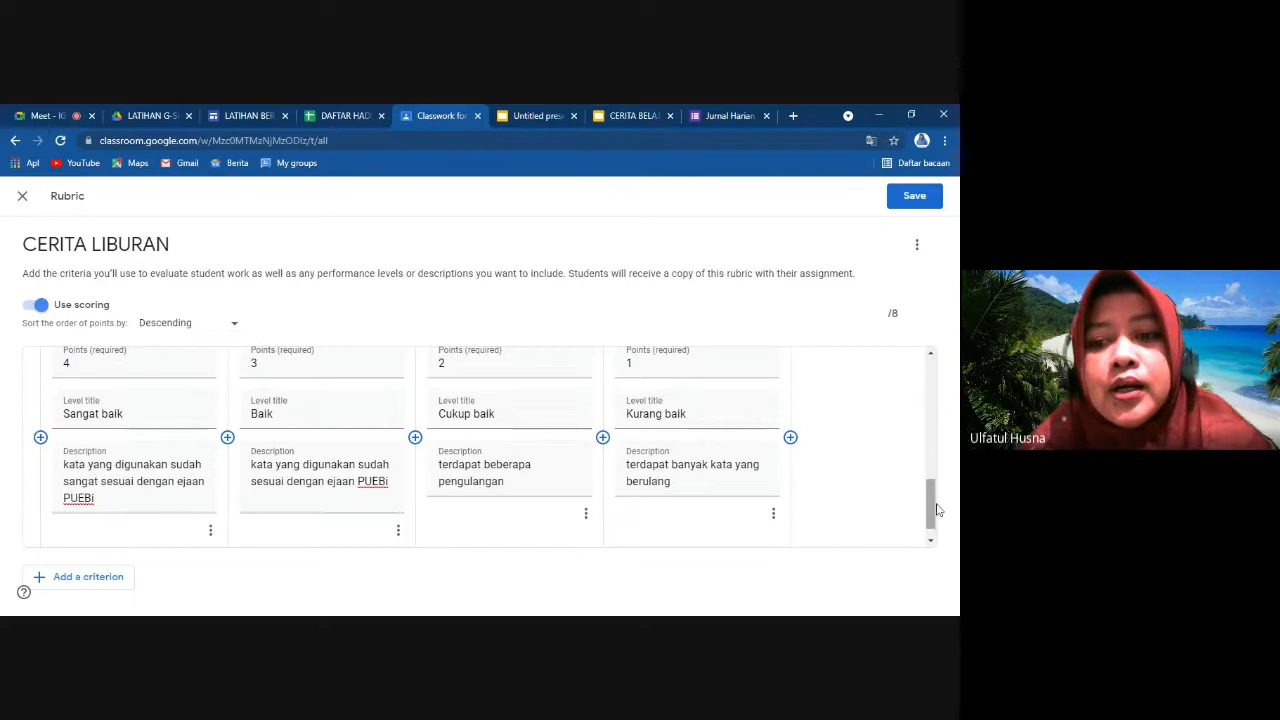 Meet - IG
LATIHAN G-S
LATIHAN BER
DAFTAR HAD
Classwork for
Untitled pres
CERITA BELA
Jurnal Harian
classroom.google.com/w/Mzc0MTMzNjMzODIz/t/all
Apl
YouTube
Maps
Gmail
Berita
My groups
Daftar bacaan
Rubric
Save
CERITA LIBURAN
Add the criteria you'll use to evaluate student work as well as any performance levels or descriptions you want to include. Students will receive a copy of this rubric with their assignment.
Use scoring
Sort the order of points by: Descending
/8
Points (required)
4
Level title
Sangat baik
Description
kata yang digunakan sudah
sangat sesuai dengan ejaan
PUEBi
Points (required)
3
Level title
Baik
Description
kata yang digunakan sudah
sesuai dengan ejaan PUEBi
Points (required)
2
Level title
Cukup baik
Description
terdapat beberapa
pengulangan
Points (required)
1
Level title
Kurang baik
Description
terdapat banyak kata yang
berulang
Add a criterion
Ulfatul Husna